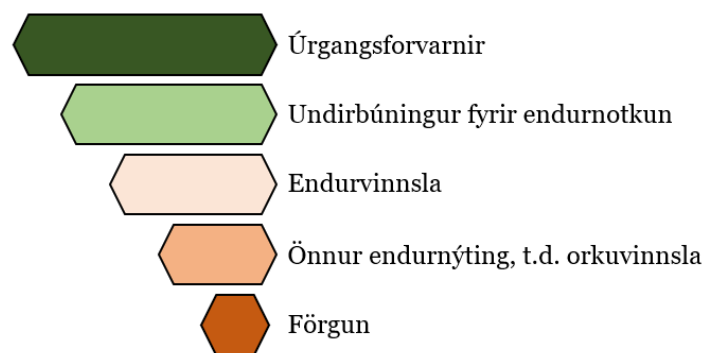 Úrgangsforvarnir
Undirbúningur fyrir endurnotkun
Endurvinnsla
Önnur endurnýting, t.d. orkuvinnsla
Förgun